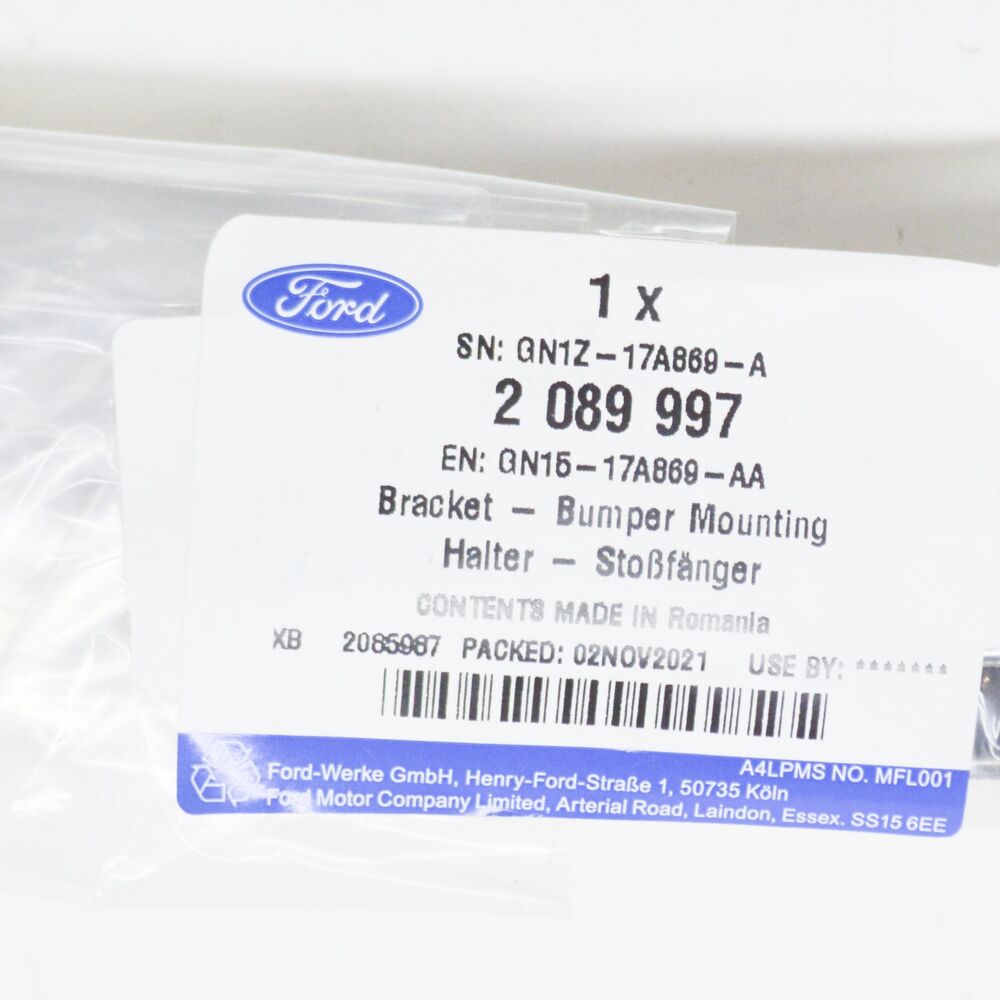 Ford
1 x
SN: GN1Z-17A869-A
2 089 997
EN: GN15-17A869-AA
Bracket - Bumper Mounting
Halter - Stoßfänger
CONTENTS MADE IN Romania
XB 2085987 PACKED: 02NOV2021 USE BY: *******
A4LPMS NO. MFL001
Ford-Werke GmbH, Henry-Ford-Straße 1, 50735 Köln
Ford Motor Company Limited, Arterial Road, Laindon, Essex. SS15 6EE